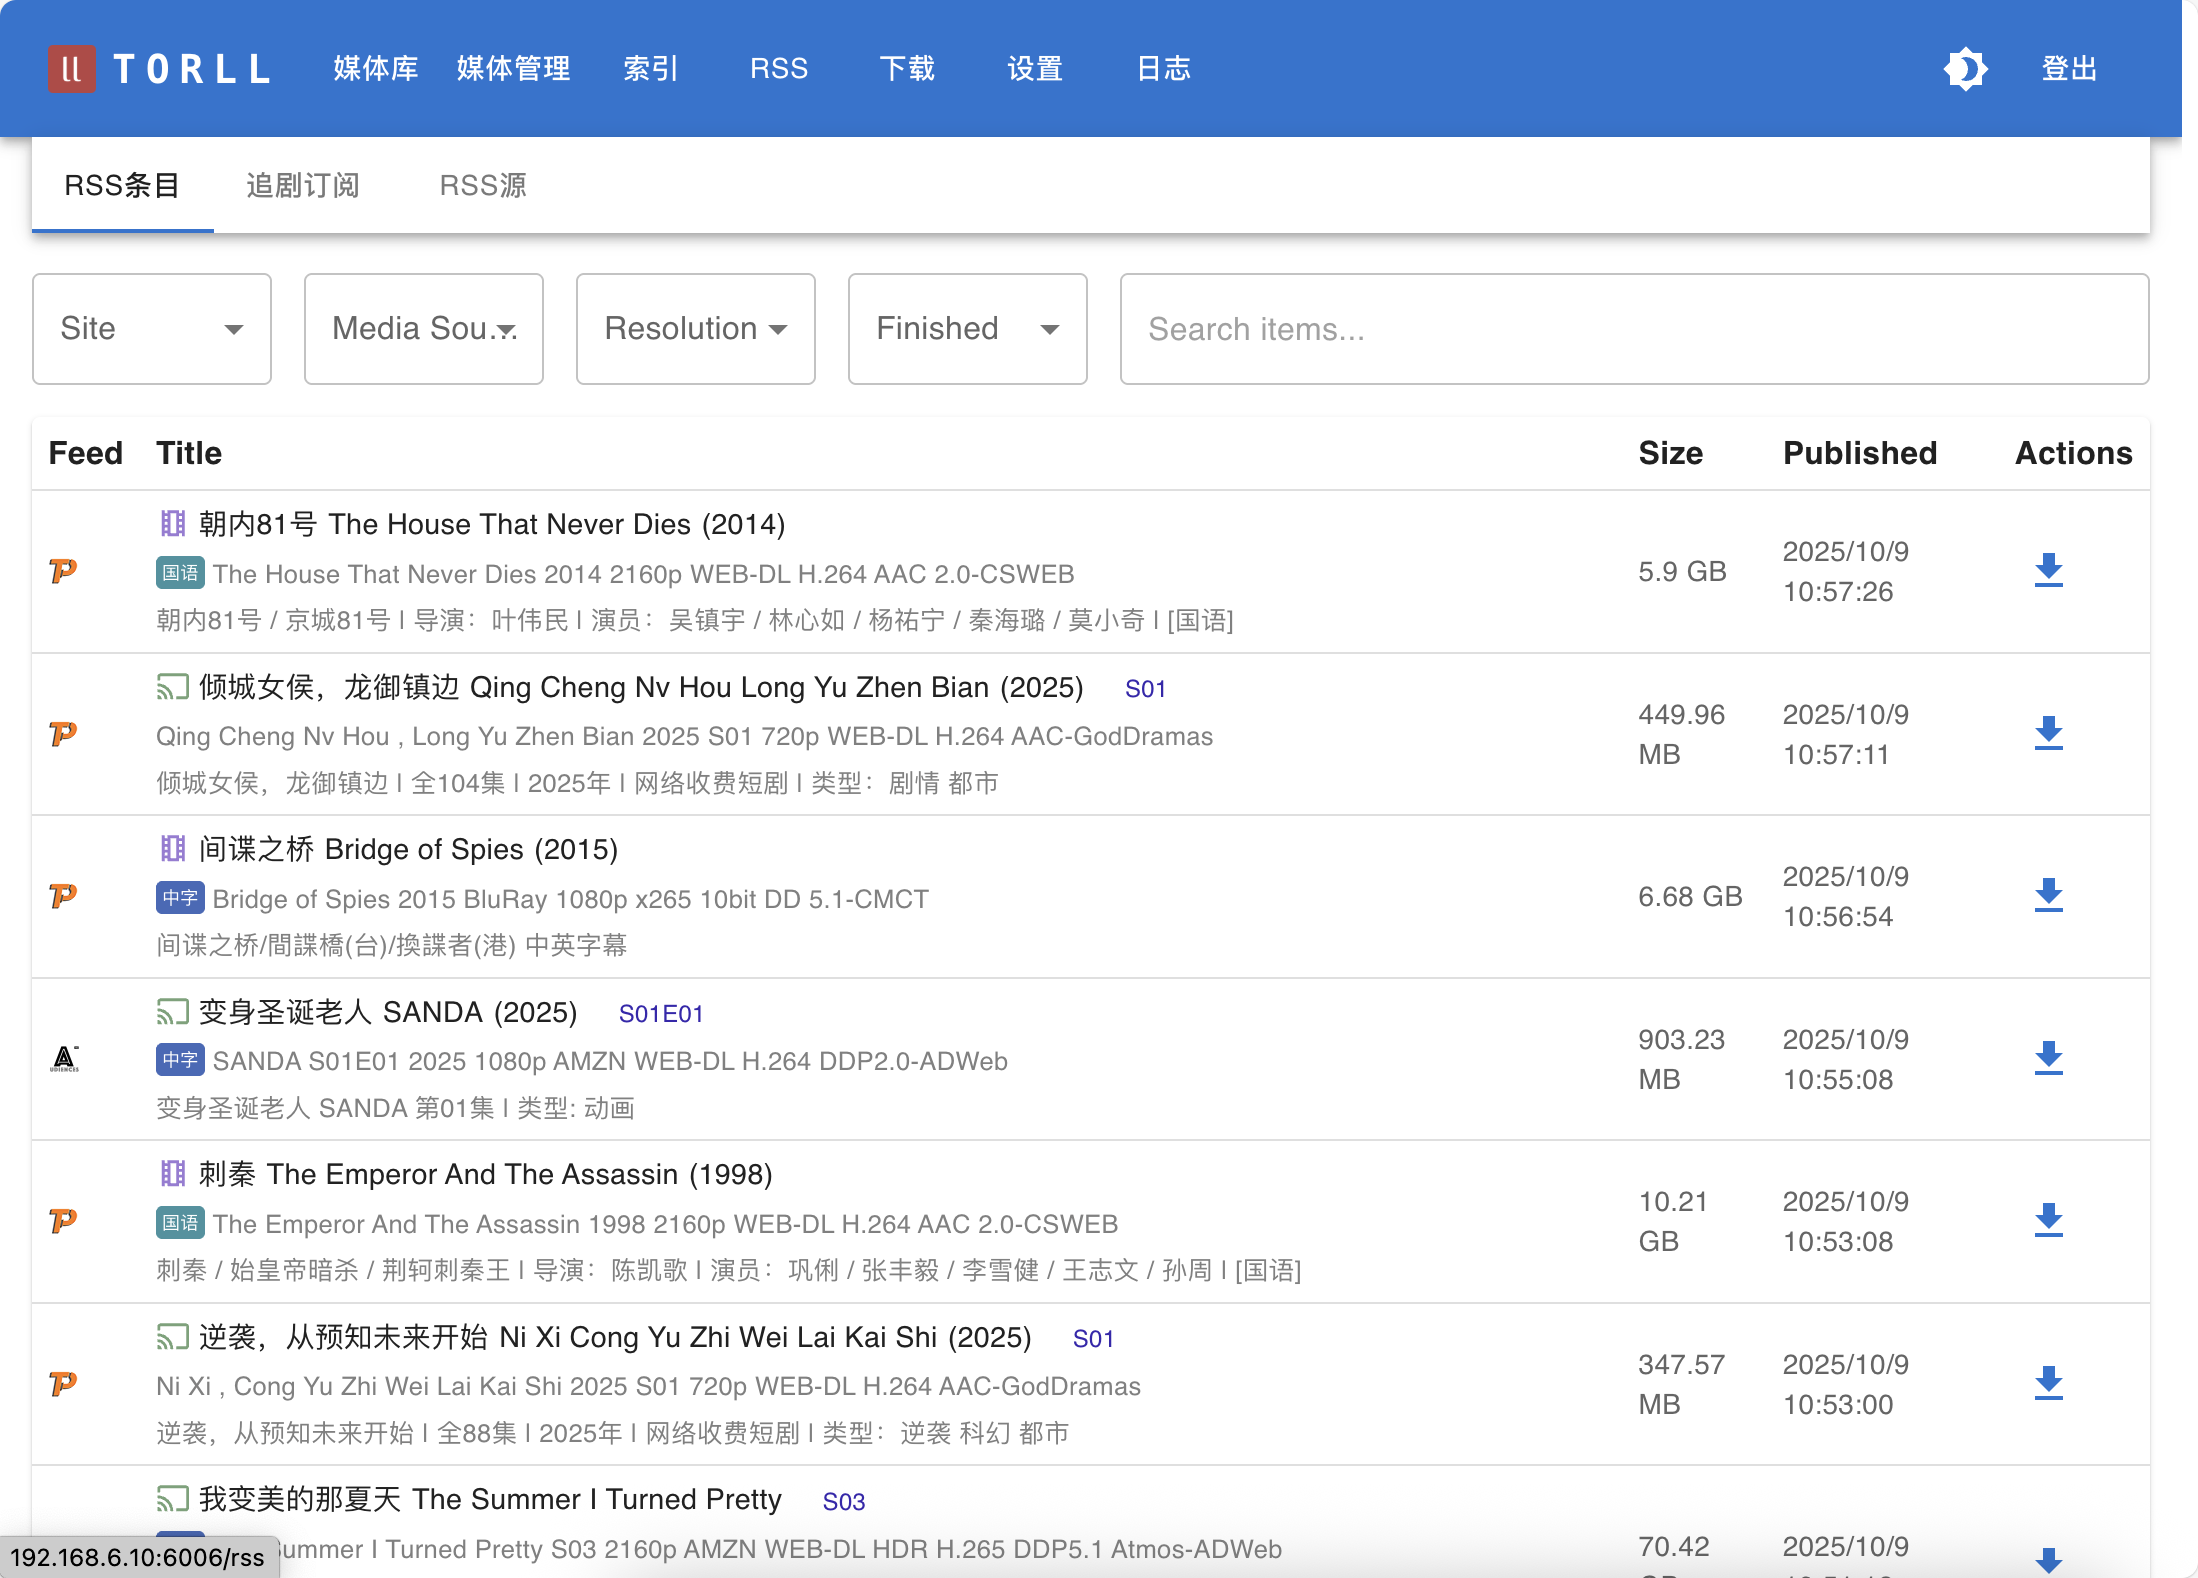 ll TORLL 媒体库 媒体管理 索引 RSS 下载 设置 日志 登出
RSS条目 追剧订阅 RSS源
Site Media Sou... Resolution Finished Search items...
Feed Title Size Published Actions
朝内81号 The House That Never Dies (2014)
国语 The House That Never Dies 2014 2160p WEB-DL H.264 AAC 2.0-CSWEB
朝内81号 / 京城81号 | 导演：叶伟民 | 演员：吴镇宇 / 林心如 / 杨祐宁 / 秦海璐 / 莫小奇 | [国语]
5.9 GB
2025/10/9
10:57:26
倾城女侯，龙御镇边 Qing Cheng Nv Hou Long Yu Zhen Bian (2025) S01
Qing Cheng Nv Hou , Long Yu Zhen Bian 2025 S01 720p WEB-DL H.264 AAC-GodDramas
倾城女侯，龙御镇边 | 全104集 | 2025年 | 网络收费短剧 | 类型：剧情 都市
449.96
MB
2025/10/9
10:57:11
间谍之桥 Bridge of Spies (2015)
中字 Bridge of Spies 2015 BluRay 1080p x265 10bit DD 5.1-CMCT
间谍之桥/間諜橋(台)/換諜者(港) 中英字幕
6.68 GB
2025/10/9
10:56:54
变身圣诞老人 SANDA (2025) S01E01
中字 SANDA S01E01 2025 1080p AMZN WEB-DL H.264 DDP2.0-ADWeb
变身圣诞老人 SANDA 第01集 | 类型: 动画
903.23
MB
2025/10/9
10:55:08
刺秦 The Emperor And The Assassin (1998)
国语 The Emperor And The Assassin 1998 2160p WEB-DL H.264 AAC 2.0-CSWEB
刺秦 / 始皇帝暗杀 / 荆轲刺秦王 | 导演：陈凯歌 | 演员：巩俐 / 张丰毅 / 李雪健 / 王志文 / 孙周 | [国语]
10.21
GB
2025/10/9
10:53:08
逆袭，从预知未来开始 Ni Xi Cong Yu Zhi Wei Lai Kai Shi (2025) S01
Ni Xi , Cong Yu Zhi Wei Lai Kai Shi 2025 S01 720p WEB-DL H.264 AAC-GodDramas
逆袭，从预知未来开始 | 全88集 | 2025年 | 网络收费短剧 | 类型：逆袭 科幻 都市
347.57
MB
2025/10/9
10:53:00
我变美的那夏天 The Summer I Turned Pretty S03
ummer I Turned Pretty S03 2160p AMZN WEB-DL HDR H.265 DDP5.1 Atmos-ADWeb
70.42
2025/10/9
192.168.6.10:6006/rss